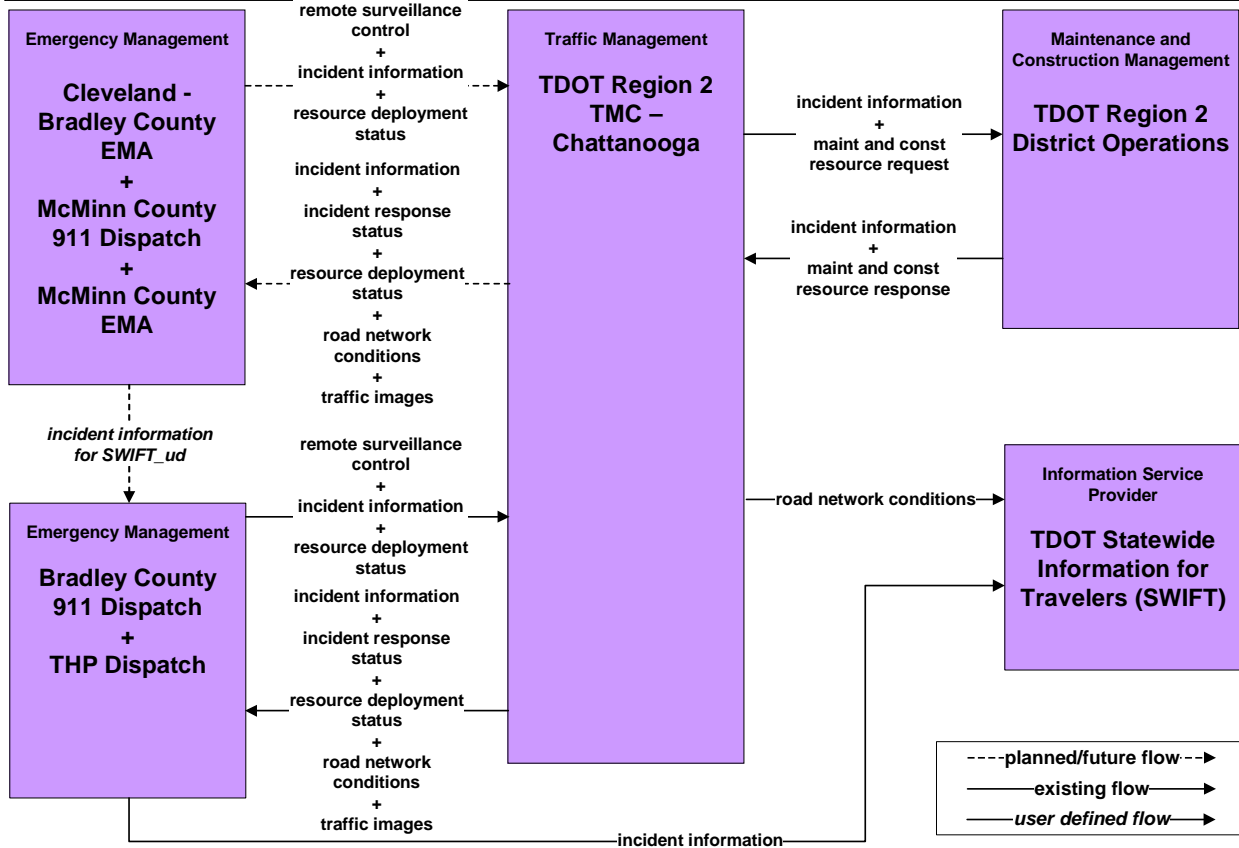 Emergency Management
Cleveland -
Bradley County
EMA
+
McMinn County
911 Dispatch
+
McMinn County
EMA
remote surveillance
control
+
incident information
+
resource deployment
status
incident information
+
incident response
status
+
resource deployment
status
+
road network
conditions
+
traffic images
Traffic Management
TDOT Region 2
TMC –
Chattanooga
incident information
+
maint and const
resource request
incident information
+
maint and const
resource response
Maintenance and
Construction Management
TDOT Region 2
District Operations
incident information
for SWIFT_ud
Emergency Management
Bradley County
911 Dispatch
+
THP Dispatch
remote surveillance
control
+
incident information
+
resource deployment
status
incident information
+
incident response
status
+
resource deployment
status
+
road network
conditions
+
traffic images
road network conditions
Information Service
Provider
TDOT Statewide
Information for
Travelers (SWIFT)
incident information
planned/future flow
existing flow
user defined flow